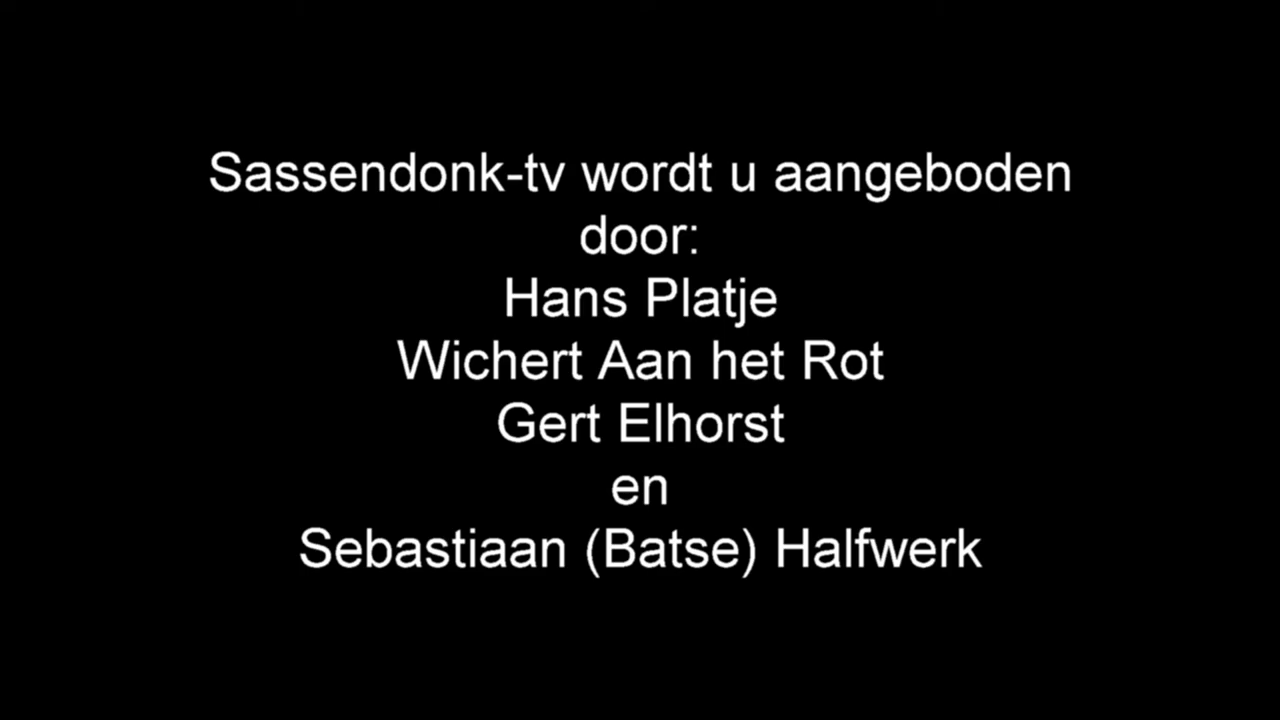 Sassendonk-tv wordt u aangeboden
door:
Hans Platje
Wichert Aan het Rot
Gert Elhorst
en
Sebastiaan (Batse) Halfwerk